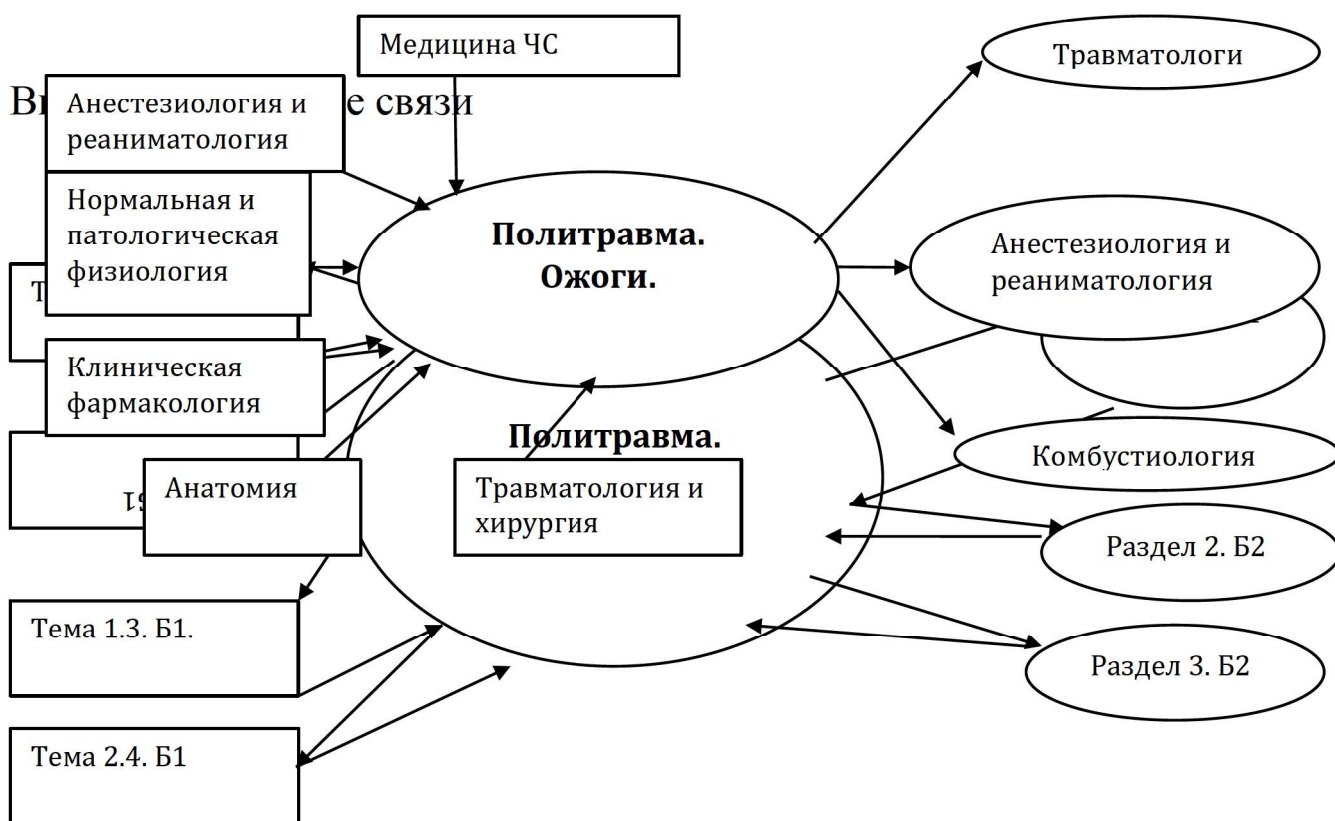 Медицина ЧС
Травматологи
е связи
Анестезиология и
реаниматология
Нормальная и
патологическая
физиология
Политравма.
Ожоги.
Анестезиология и
реаниматология
Клиническая
фармакология
Политравма.
Комбустиология
Анатомия
Травматология и
хирургия
Раздел 2. Б2
Тема 1.3. Б1.
Раздел 3. Б2
Тема 2.4. Б1